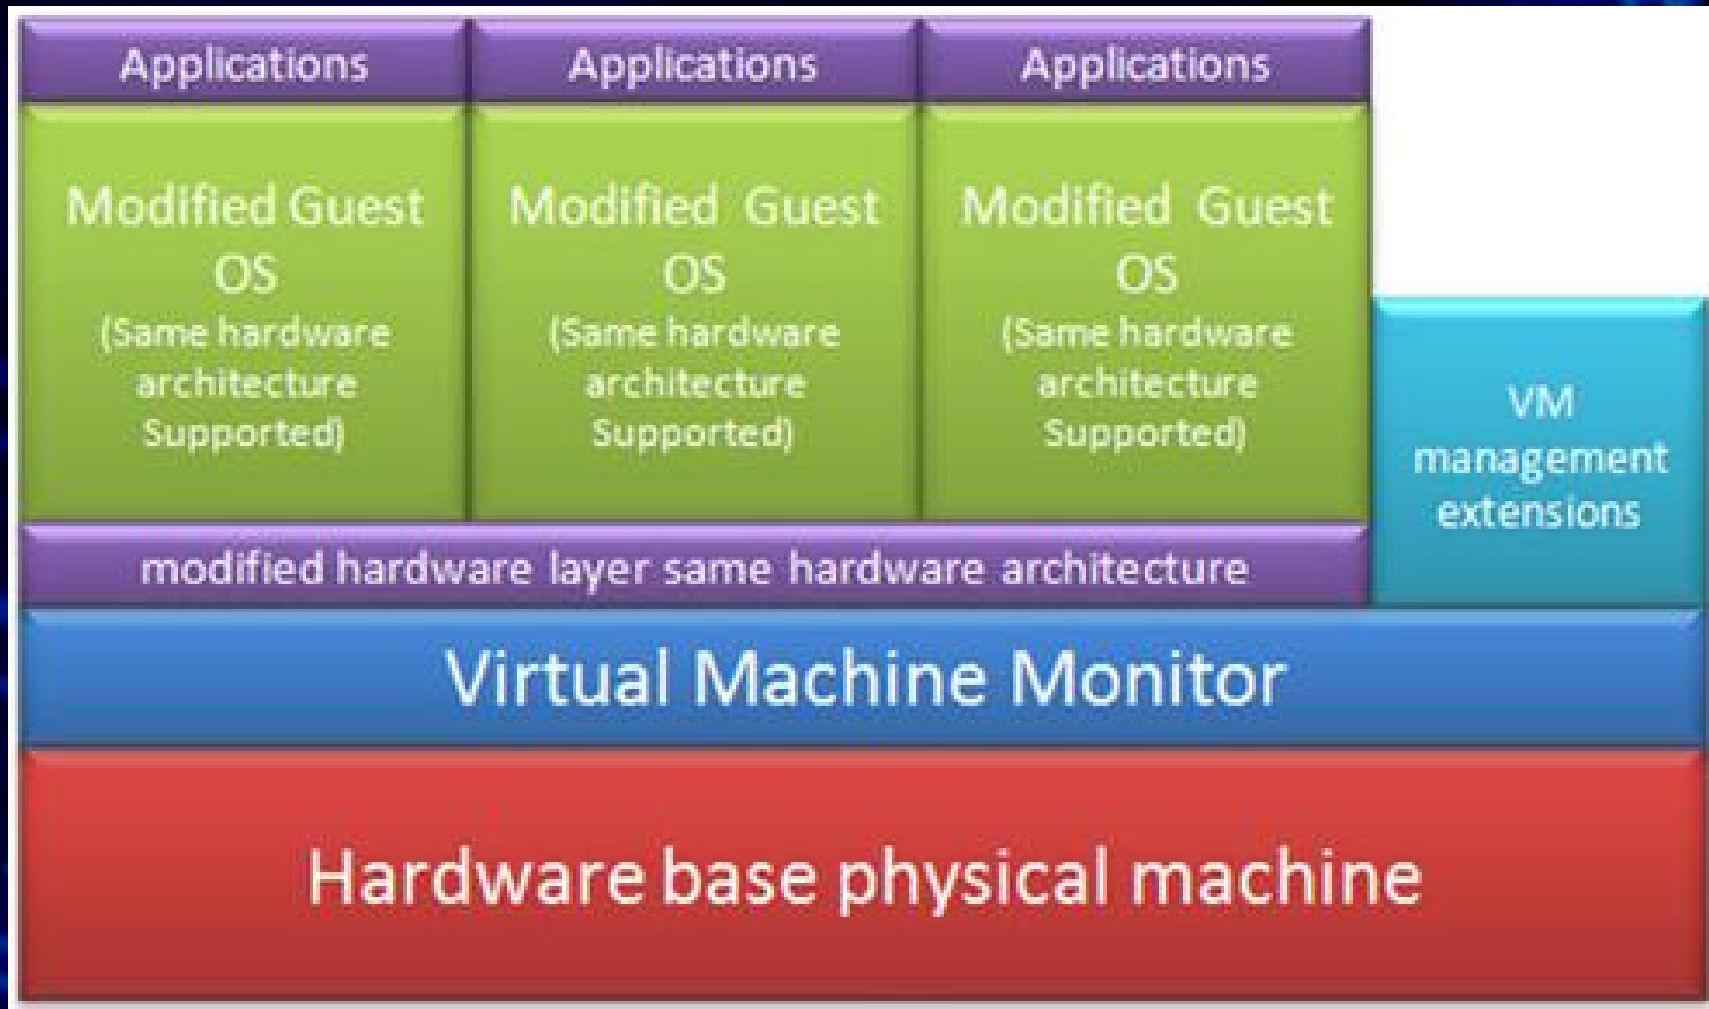 Applications
Applications
Applications
Modified Guest
OS
(Same hardware
architecture
Supported)
Modified Guest
OS
(Same hardware
architecture
Supported)
Modified Guest
OS
(Same hardware
architecture
Supported)
VM
management
extensions
modified hardware layer same hardware architecture
Virtual Machine Monitor
Hardware base physical machine